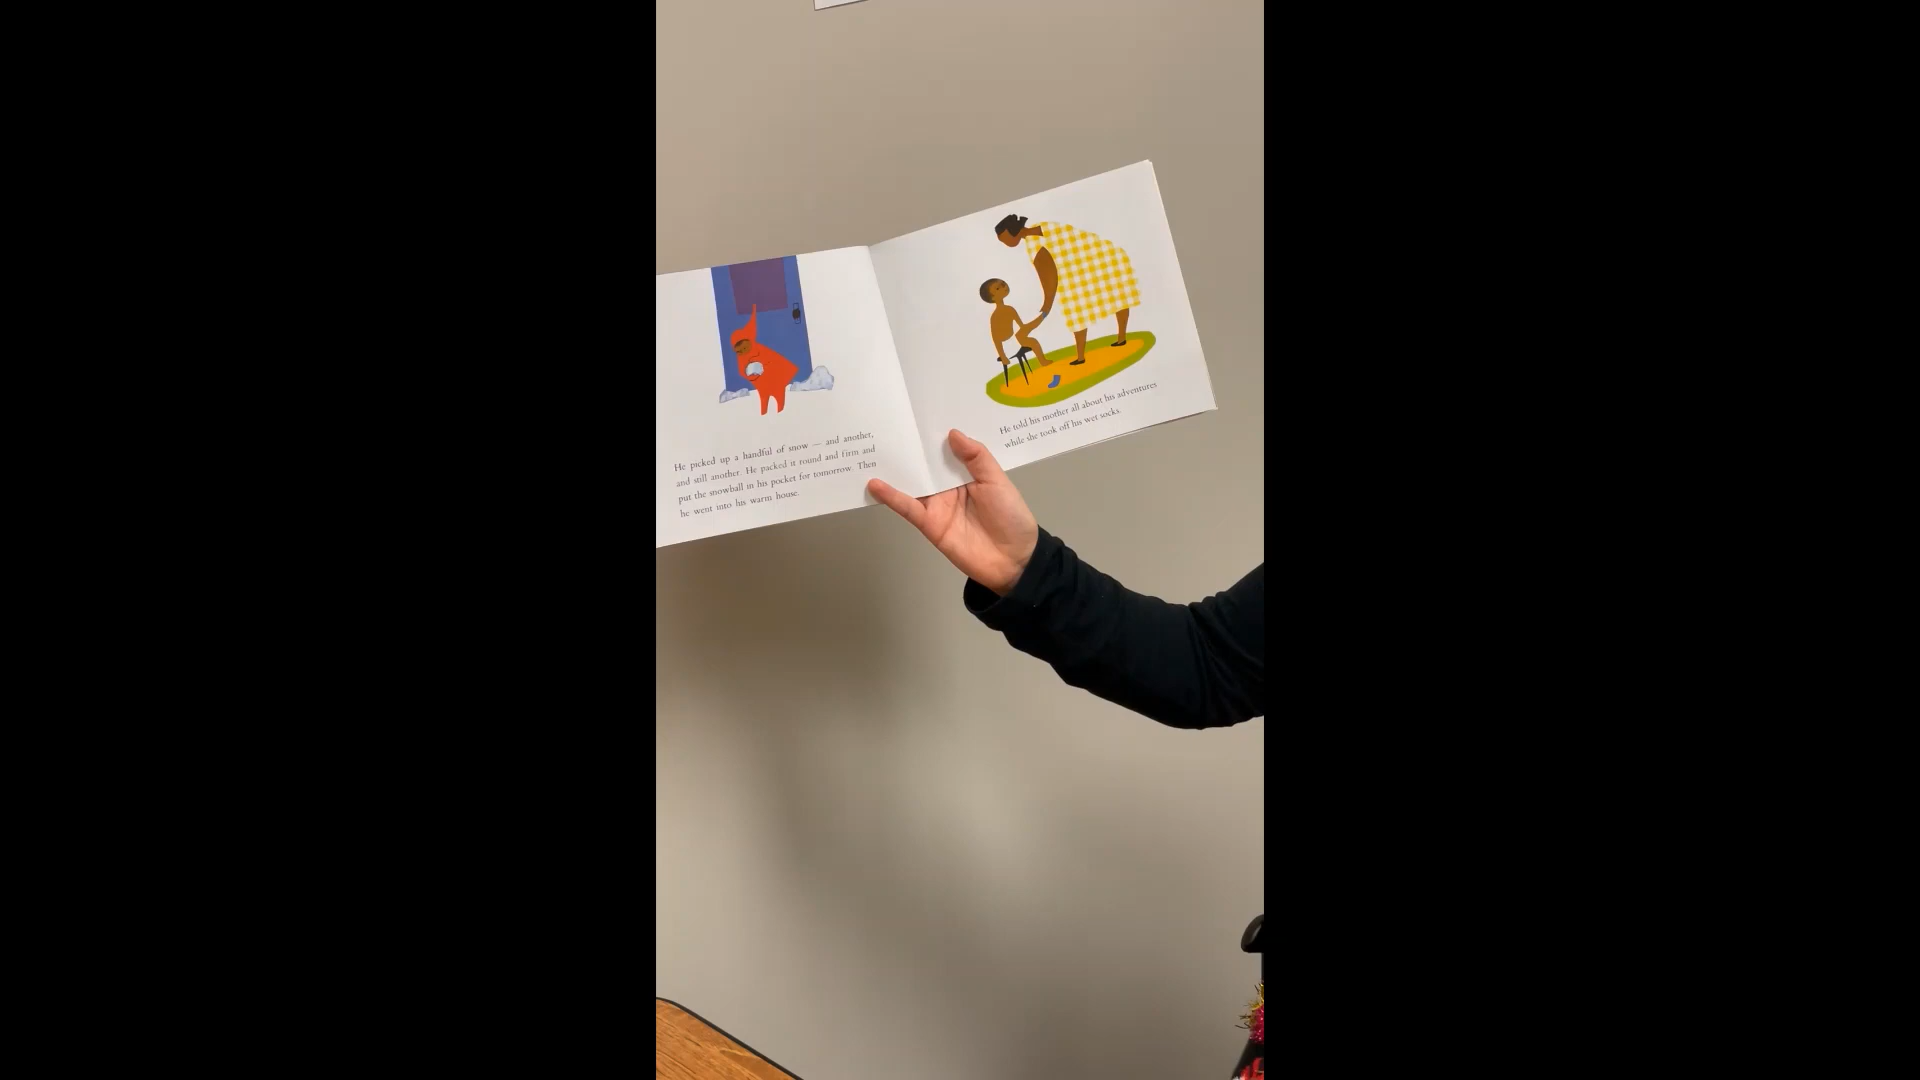 He picked up a handful of snow — and another,
and still another. He packed it round and firm and
put the snowball in his pocket for tomorrow. Then
he went into his warm house.
He told his mother all about his adventures
while she took off his wet socks.